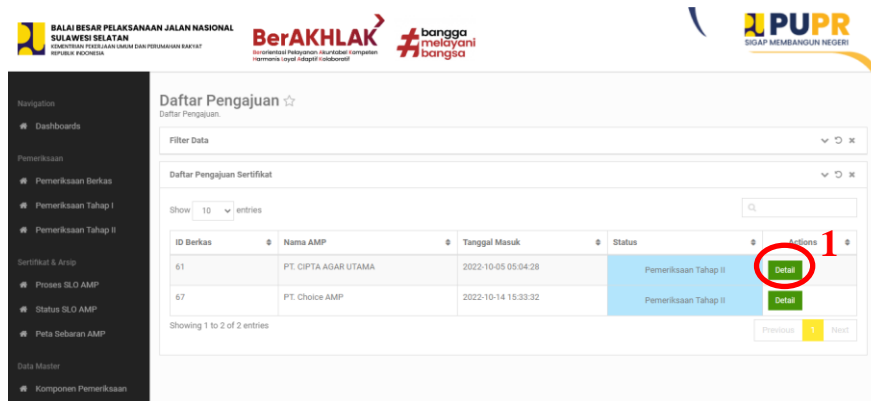 BALAI BESAR PELAKSANAAN JALAN NASIONAL
SULAWESI SELATAN
KEMENTRIAN PEKERJAAN UMUM DAN PERUMAHAN RAKYAT
REPUBLIK INDONESIA
BerAKHLAK
Berorientasi Pelayanan Akuntabel Kompeten
Harmonis Loyal Adaptif Kolaboratif
#bangga
melayani
bangsa
PUPR
SIGAP MEMBANGUN NEGERI
Navigation
Dashboards
Pemeriksaan
Pemeriksaan Berkas
Pemeriksaan Tahap I
Pemeriksaan Tahap II
Sertifikat & Arsip
Proses SLO AMP
Status SLO AMP
Peta Sebaran AMP
Data Master
Komponen Pemeriksaan
Daftar Pengajuan
Daftar Pengajuan.
Filter Data
Daftar Pengajuan Sertifikat
Show 10 entries
ID Berkas Nama AMP Tanggal Masuk Status Actions
1
61 PT. CIPTA AGAR UTAMA 2022-10-05 05:04:28 Pemeriksaan Tahap II Detail
67 PT. Choice AMP 2022-10-14 15:33:32 Pemeriksaan Tahap II Detail
Showing 1 to 2 of 2 entries
Previous 1 Next